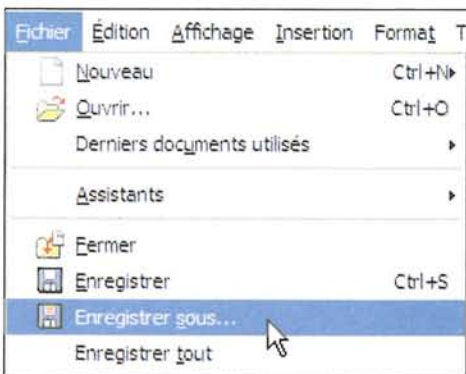 Fichier Édition Affichage Insertion Format T
Nouveau Ctrl+N
Ouvrir... Ctrl+O
Derniers documents utilisés
Assistants
Fermer
Enregistrer Ctrl+S
Enregistrer sous...
Enregistrer tout